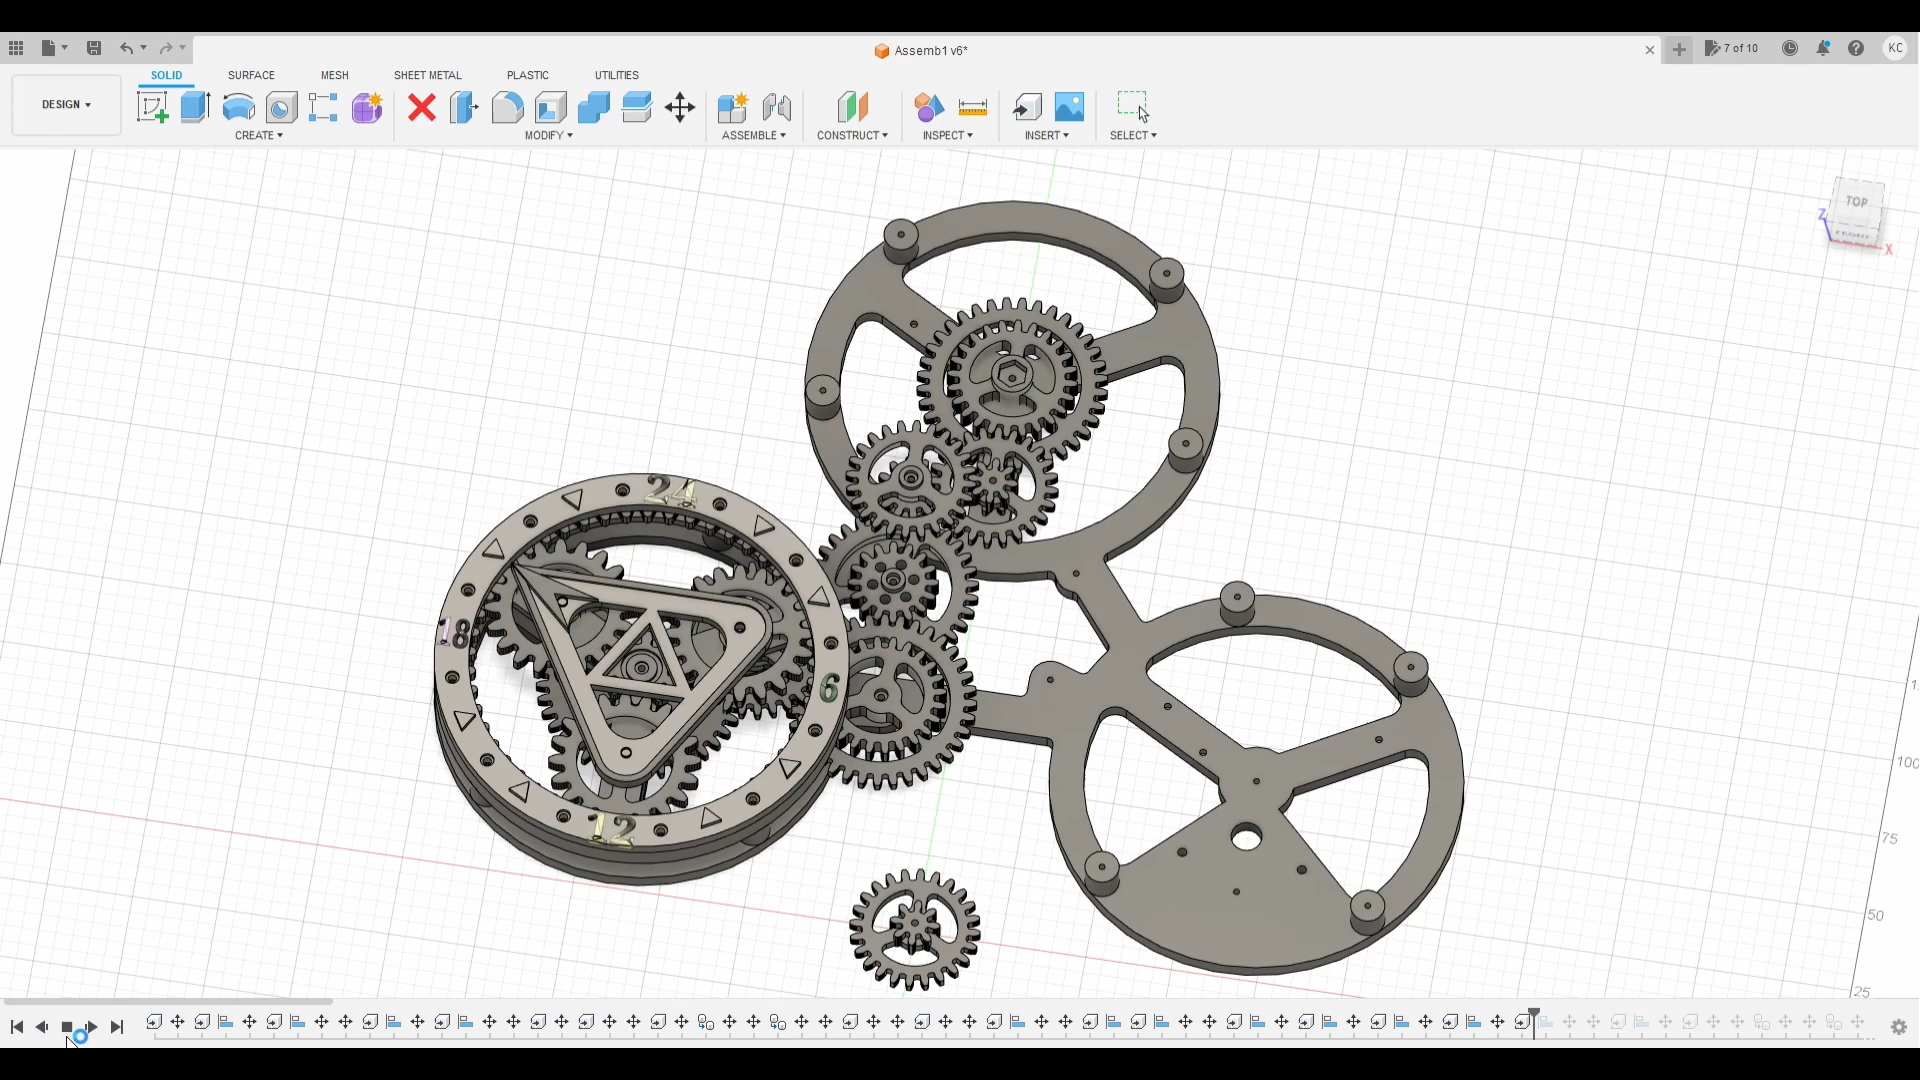 Assemb1 v6*
7 of 10
KC
DESIGN
SOLID
SURFACE
MESH
SHEET METAL
PLASTIC
UTILITIES
CREATE
MODIFY
ASSEMBLE
CONSTRUCT
INSPECT
INSERT
SELECT
TOP
FRONT
Z
X
24
18
6
12
100
75
50
25